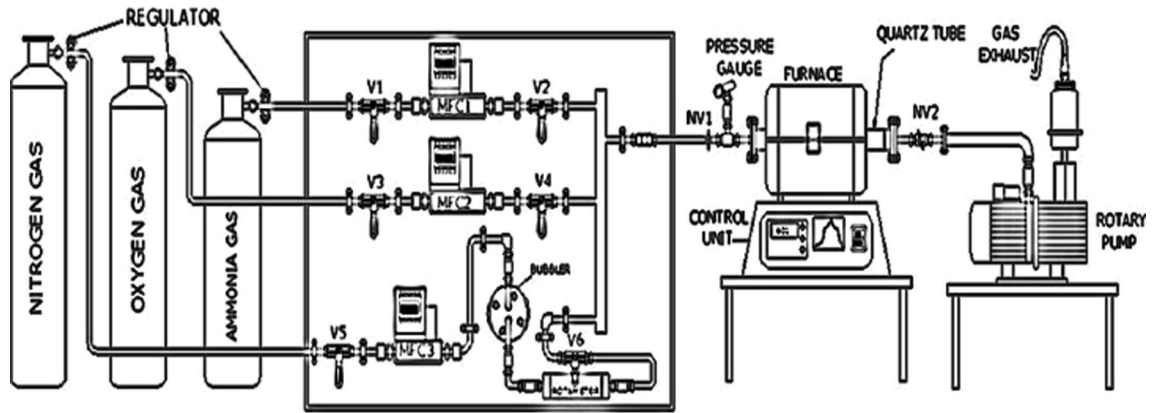 REGULATOR
NITROGEN GAS
OXYGEN GAS
AMMONIA GAS
V1
MFC1
V2
V3
MFC2
V4
V5
MFC3
BUBBLER
V6
ROTAMETER
PRESSURE
GAUGE
NV1
FURNACE
QUARTZ TUBE
NV2
GAS
EXHAUST
CONTROL
UNIT
ROTARY
PUMP